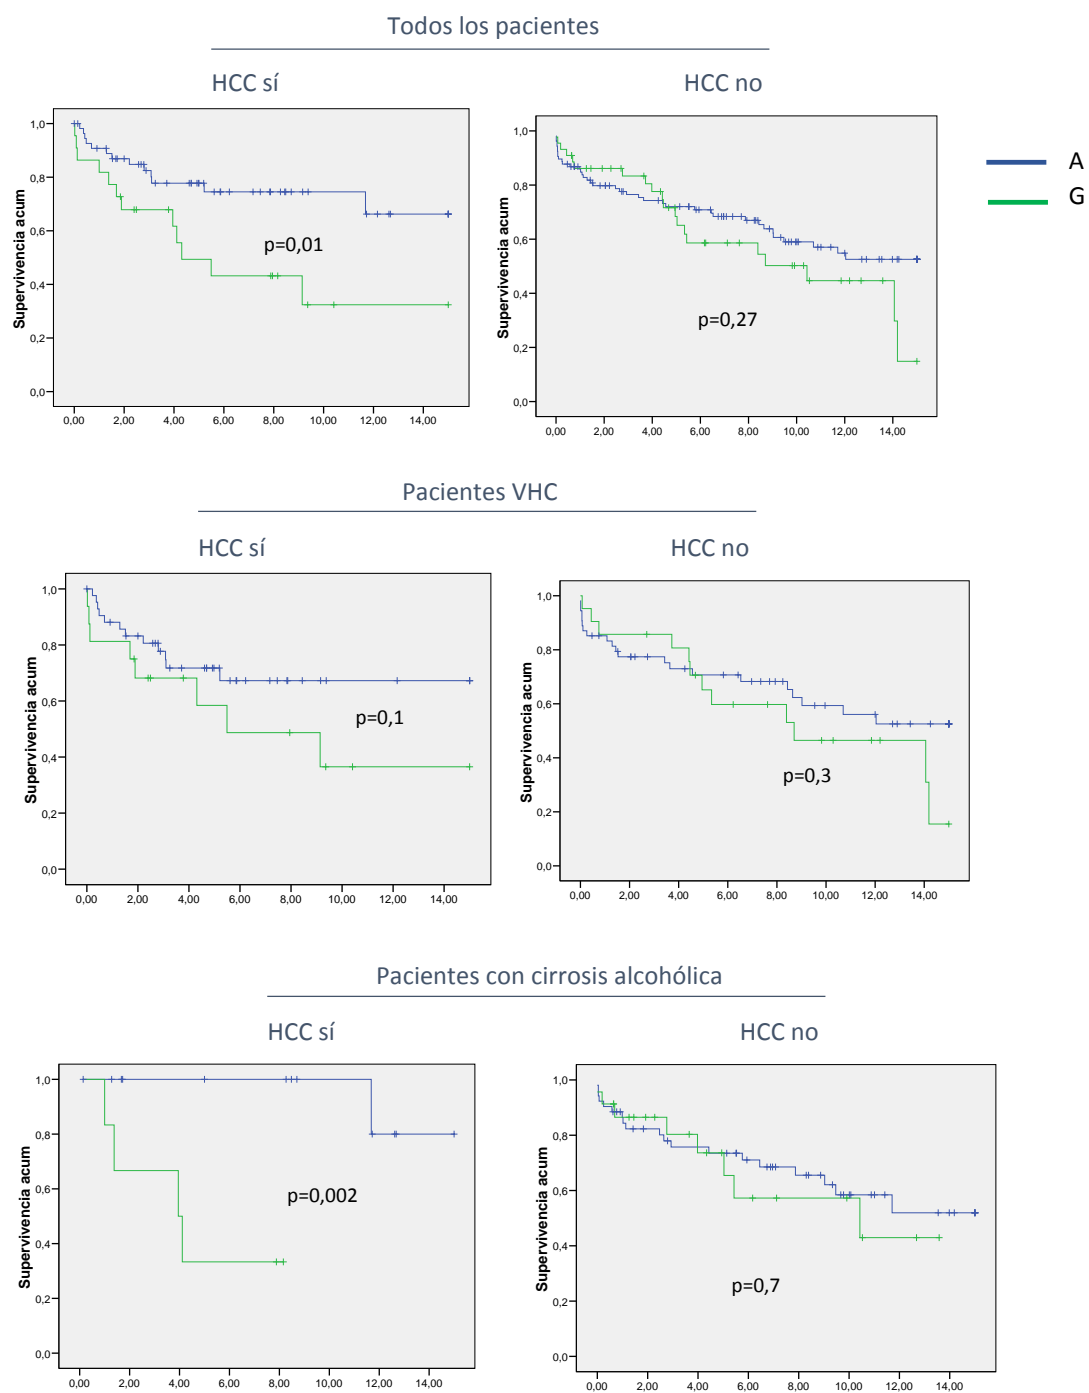 Todos los pacientes
HCC sí
HCC no
Supervivencia acum
1,0
0,8
0,6
0,4
0,2
0,0
0,00 2,00 4,00 6,00 8,00 10,00 12,00 14,00
p=0,01
Supervivencia acum
1,0
0,8
0,6
0,4
0,2
0,0
0,00 2,00 4,00 6,00 8,00 10,00 12,00 14,00
p=0,27
A
G
Pacientes VHC
HCC sí
HCC no
Supervivencia acum
1,0
0,8
0,6
0,4
0,2
0,0
0,00 2,00 4,00 6,00 8,00 10,00 12,00 14,00
p=0,1
Supervivencia acum
1,0
0,8
0,6
0,4
0,2
0,0
0,00 2,00 4,00 6,00 8,00 10,00 12,00 14,00
p=0,3
Pacientes con cirrosis alcohólica
HCC sí
HCC no
Supervivencia acum
1,0
0,8
0,6
0,4
0,2
0,0
0,00 2,00 4,00 6,00 8,00 10,00 12,00 14,00
p=0,002
Supervivencia acum
1,0
0,8
0,6
0,4
0,2
0,0
0,00 2,00 4,00 6,00 8,00 10,00 12,00 14,00
p=0,7